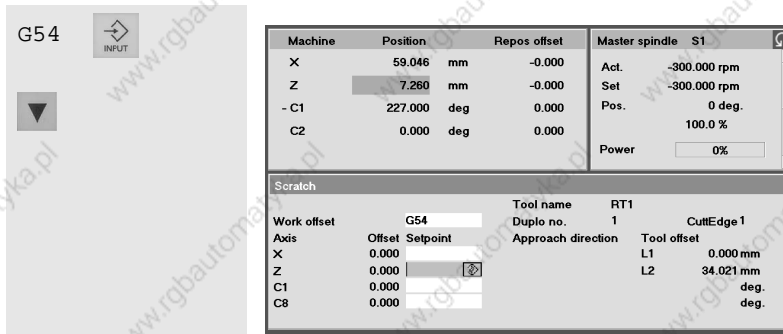 G54
INPUT
Machine Position Repos offset
X 59.046 mm -0.000
Z 7.260 mm -0.000
- C1 227.000 deg 0.000
C2 0.000 deg 0.000
Master spindle S1
Act. -300.000 rpm
Set -300.000 rpm
Pos. 0 deg.
100.0 %
Power 0%
Scratch
Tool name RT1
Work offset G54 Duplo no. 1 CuttEdge 1
Axis Offset Setpoint Approach direction Tool offset
X 0.000 L1 0.000 mm
Z 0.000 L2 34.021 mm
C1 0.000 deg.
C8 0.000 deg.
www.rgbautomatyka.pl